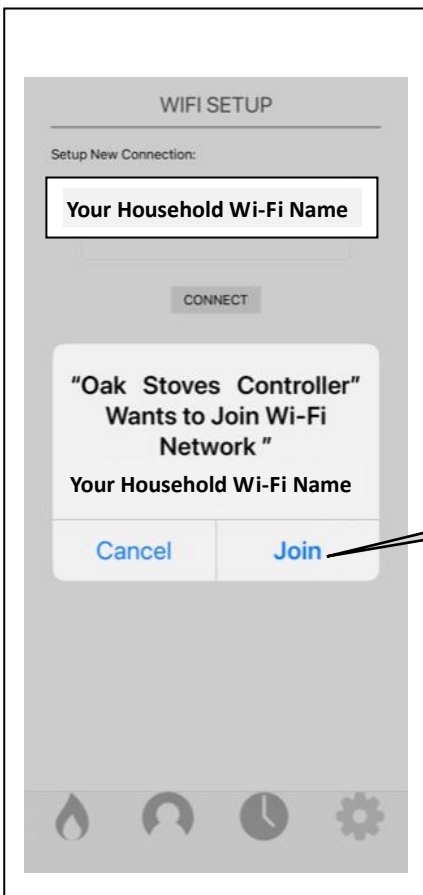 WIFI SETUP
Setup New Connection:
Your Household Wi-Fi Name
CONNECT
“Oak Stoves Controller”
Wants to Join Wi-Fi
Network ”
Your Household Wi-Fi Name
Cancel Join